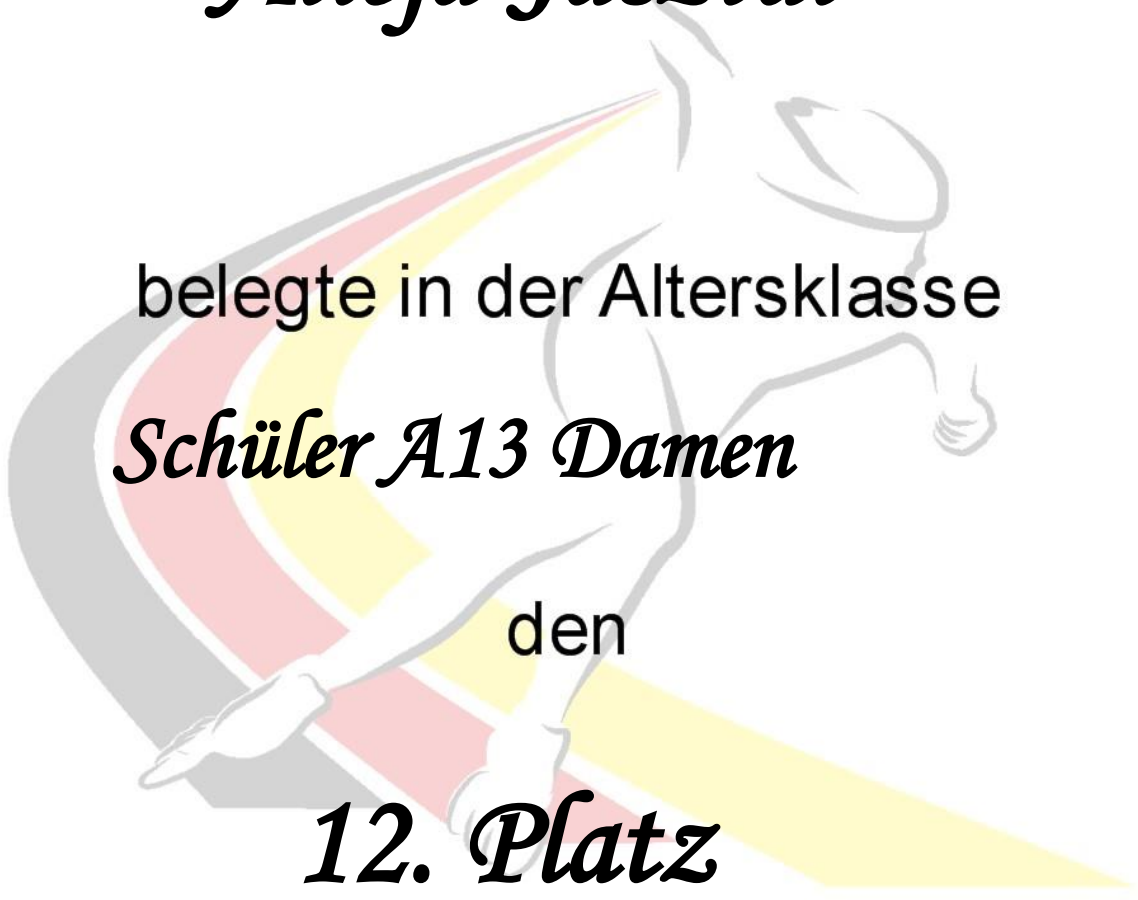 belegte in der Altersklasse
Schüler A13 Damen
den
12. Platz